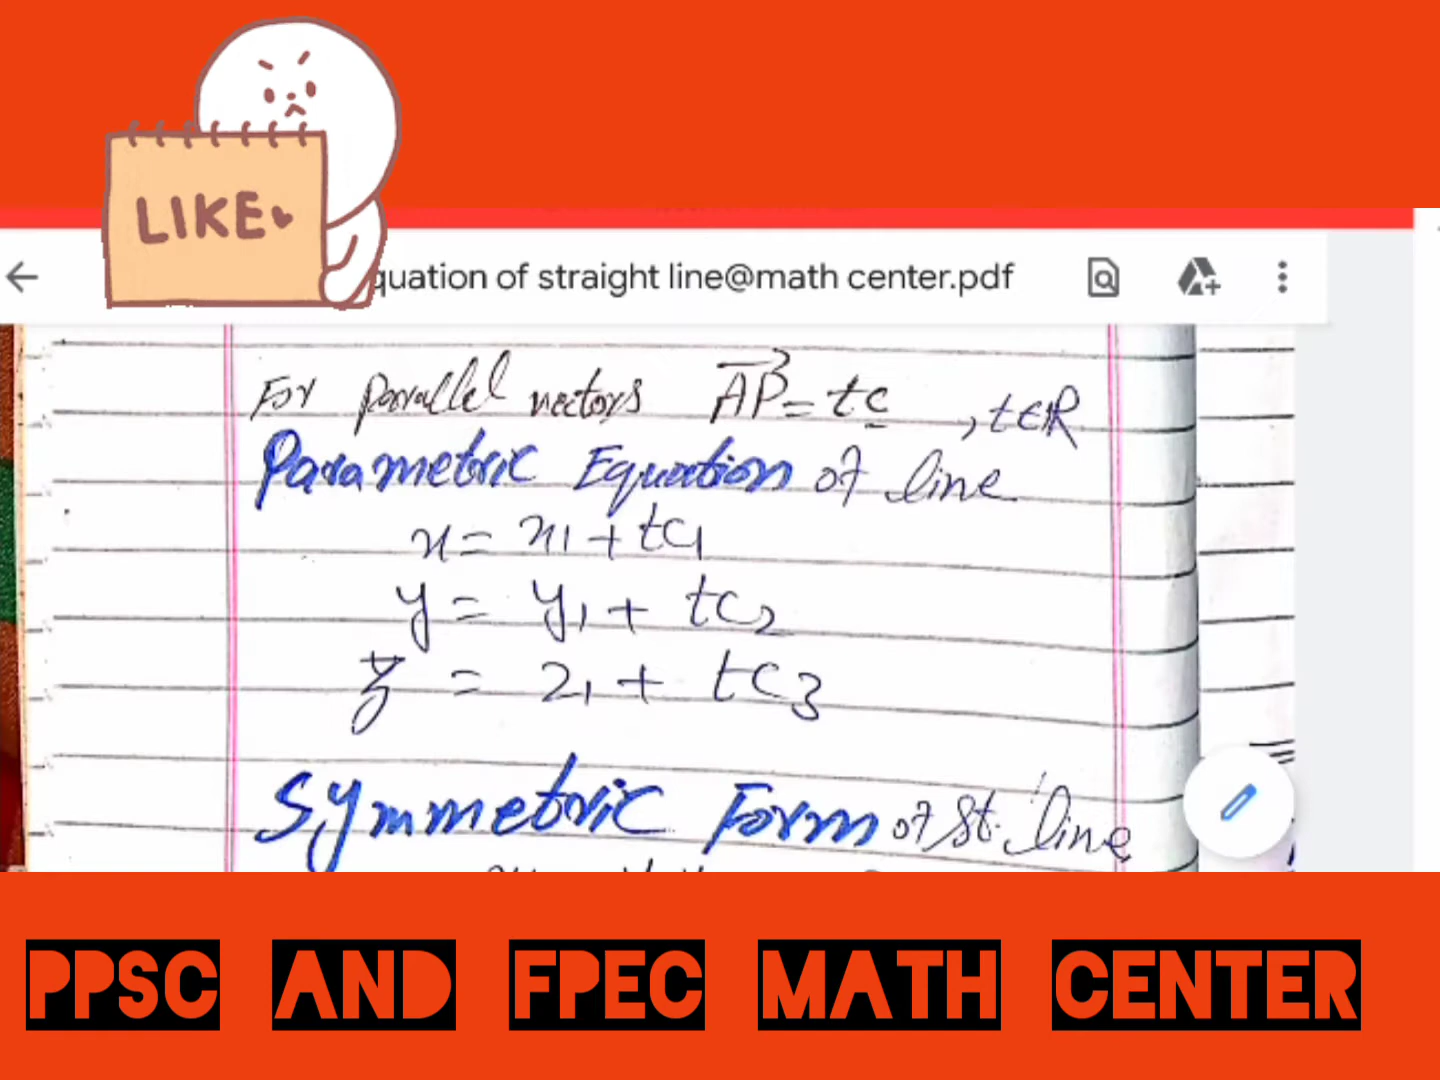 LIKE
quation of straight line@math center.pdf
For parallel vectors AP = tc , t∈R
Parametric Equation of line
x = x1 + tc1
y = y1 + tc2
z = z1 + tc3
Symmetric Form of st. line
PPSC AND FPEC MATH CENTER